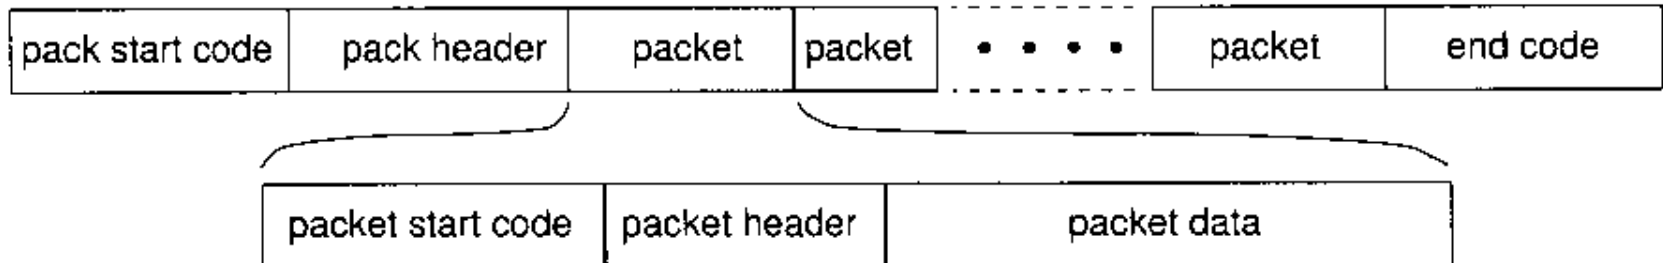 pack start code pack header packet packet • • • • packet end code
packet start code packet header packet data